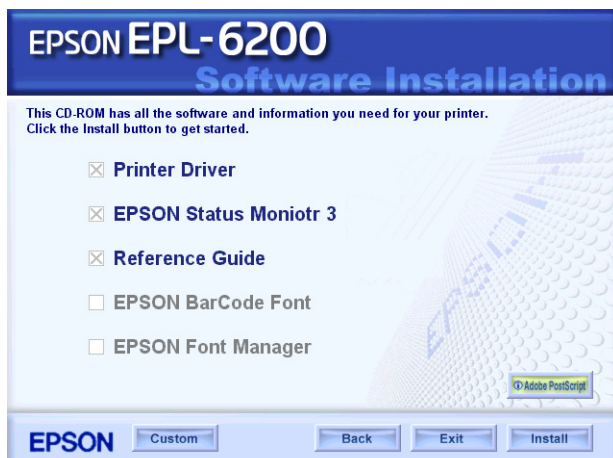 EPSON EPL-6200
Software Installation
This CD-ROM has all the software and information you need for your printer.
Click the Install button to get started.
Printer Driver
EPSON Status Moniotr 3
Reference Guide
EPSON BarCode Font
EPSON Font Manager
EPSON
Adobe PostScript
EPSON
Custom
Back
Exit
Install